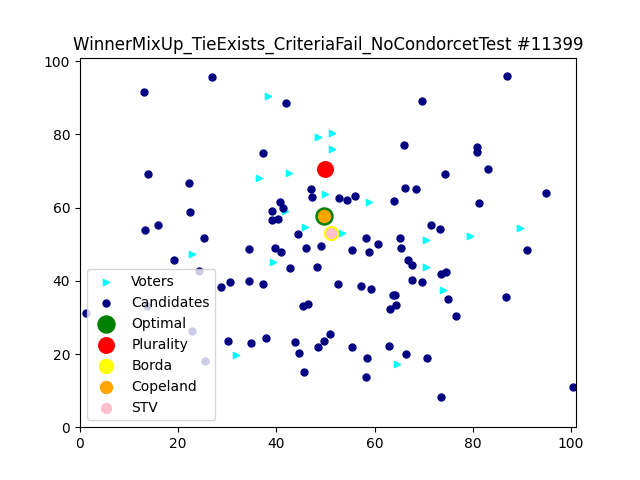 WinnerMixUp_TieExists_CriteriaFail_NoCondorcetTest #11399
100
80
60
40
20
0
Voters
Candidates
Optimal
Plurality
Borda
Copeland
STV
0 20 40 60 80 100